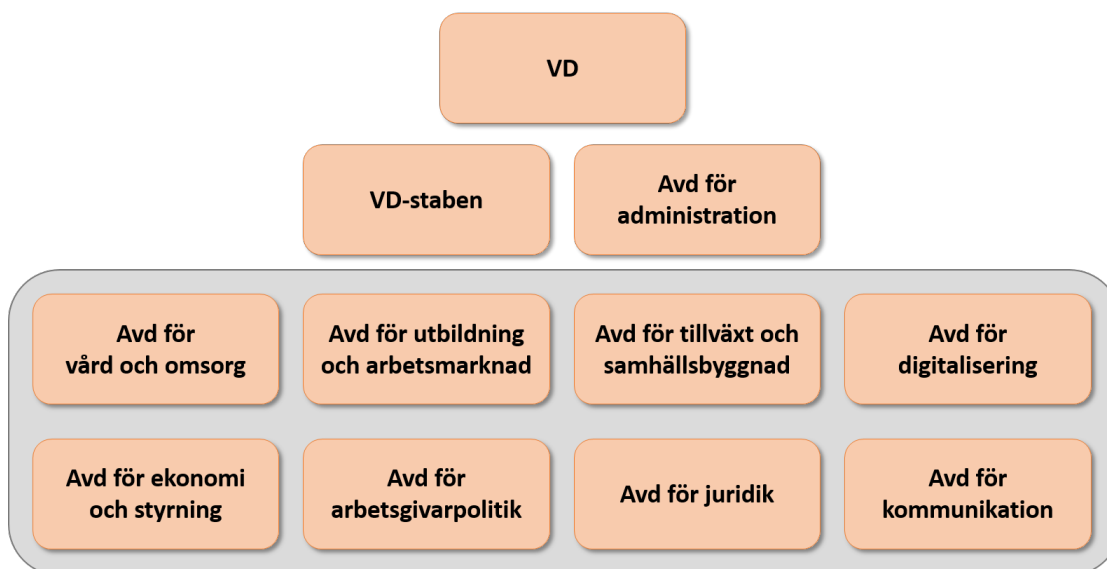 VD
VD-staben
Avd för
administration
Avd för
vård och omsorg
Avd för utbildning
och arbetsmarknad
Avd för tillväxt och
samhällsbyggnad
Avd för
digitalisering
Avd för ekonomi
och styrning
Avd för
arbetsgivarpolitik
Avd för juridik
Avd för
kommunikation